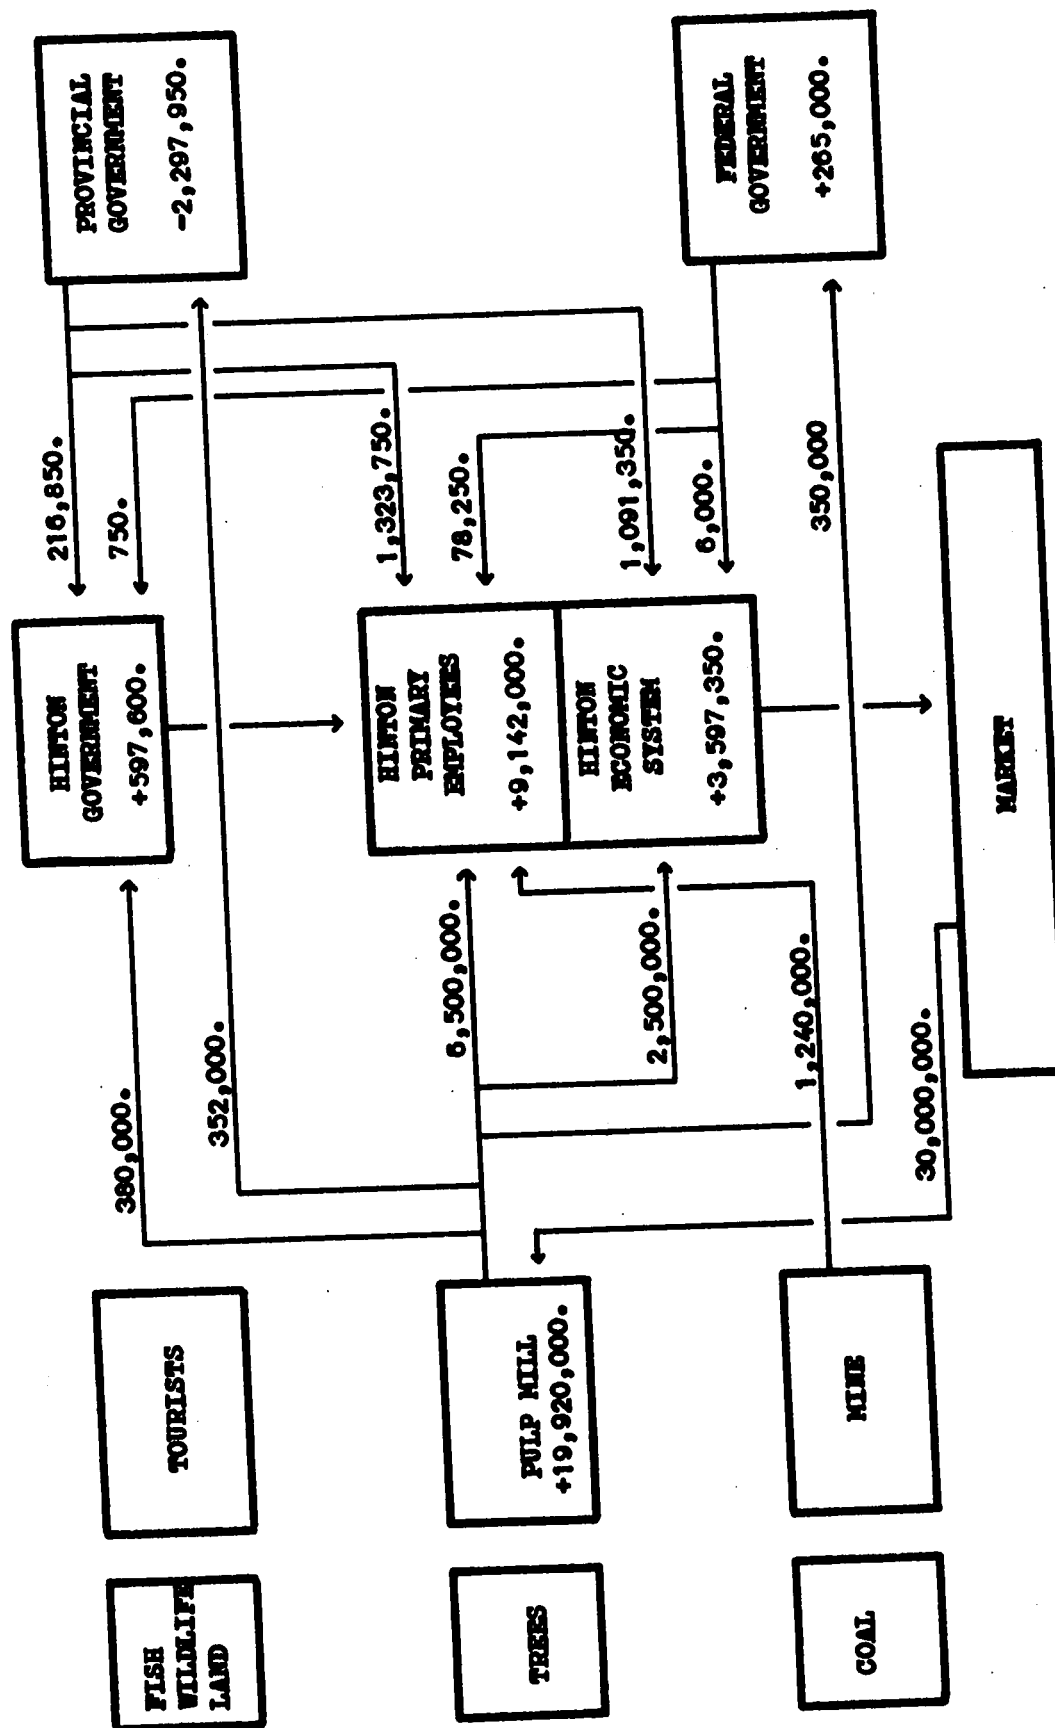 FISH
WILDLIFE
LAND
TOURISTS
380,000.
352,000.
HINTON
GOVERNMENT
+597,600.
216,850.
750.
PROVINCIAL
GOVERNMENT
-2,297,950.
TREES
PULP MILL
+19,920,000.
6,500,000.
2,500,000.
HINTON
PRIMARY
EMPLOYEES
+9,142,000.
HINTON
ECONOMIC
SYSTEM
+3,597,350.
1,323,750.
78,250.
1,091,350.
6,000.
FEDERAL
GOVERNMENT
+265,000.
COAL
MINE
1,240,000.
350,000
30,000,000.
MARKET